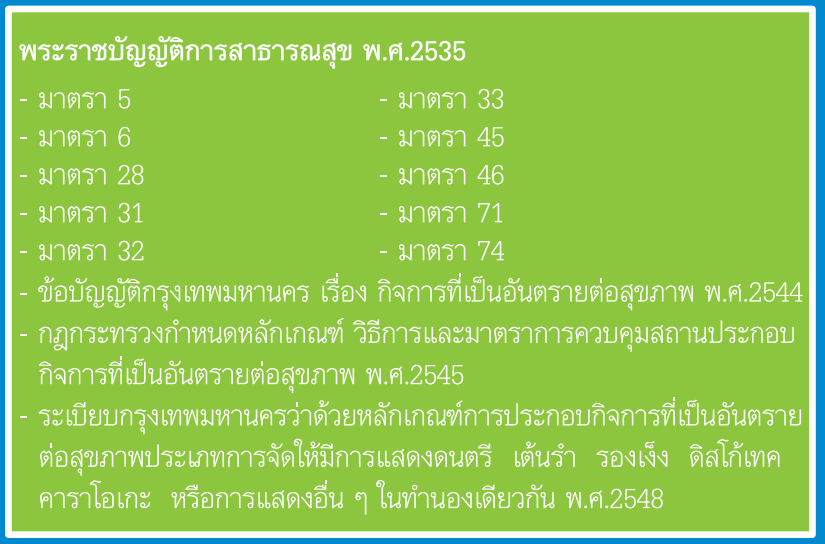 พระราชบัญญัติการสาธารณสุข พ.ศ.2535
- มาตรา 5 - มาตรา 33
- มาตรา 6 - มาตรา 45
- มาตรา 28 - มาตรา 46
- มาตรา 31 - มาตรา 71
- มาตรา 32 - มาตรา 74
- ข้อบัญญัติกรุงเทพมหานคร เรื่อง กิจการที่เป็นอันตรายต่อสุขภาพ พ.ศ.2544
- กฎกระทรวงกำหนดหลักเกณฑ์ วิธีการและมาตราการควบคุมสถานประกอบ
กิจการที่เป็นอันตรายต่อสุขภาพ พ.ศ.2545
- ระเบียบกรุงเทพมหานครว่าด้วยหลักเกณฑ์การประกอบกิจการที่เป็นอันตราย
ต่อสุขภาพประเภทการจัดให้มีการแสดงดนตรี เต้นรำ รองเง็ง ดิสโก้เทค
คาราโอเกะ หรือการแสดงอื่น ๆ ในทำนองเดียวกัน พ.ศ.2548